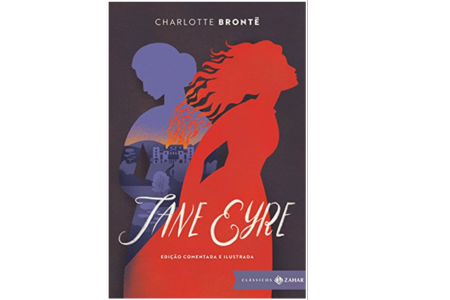 CHARLOTTE BRONTË
JANE EYRE
EDIÇÃO COMENTADA E ILUSTRADA
CLÁSSICOS ZAHAR